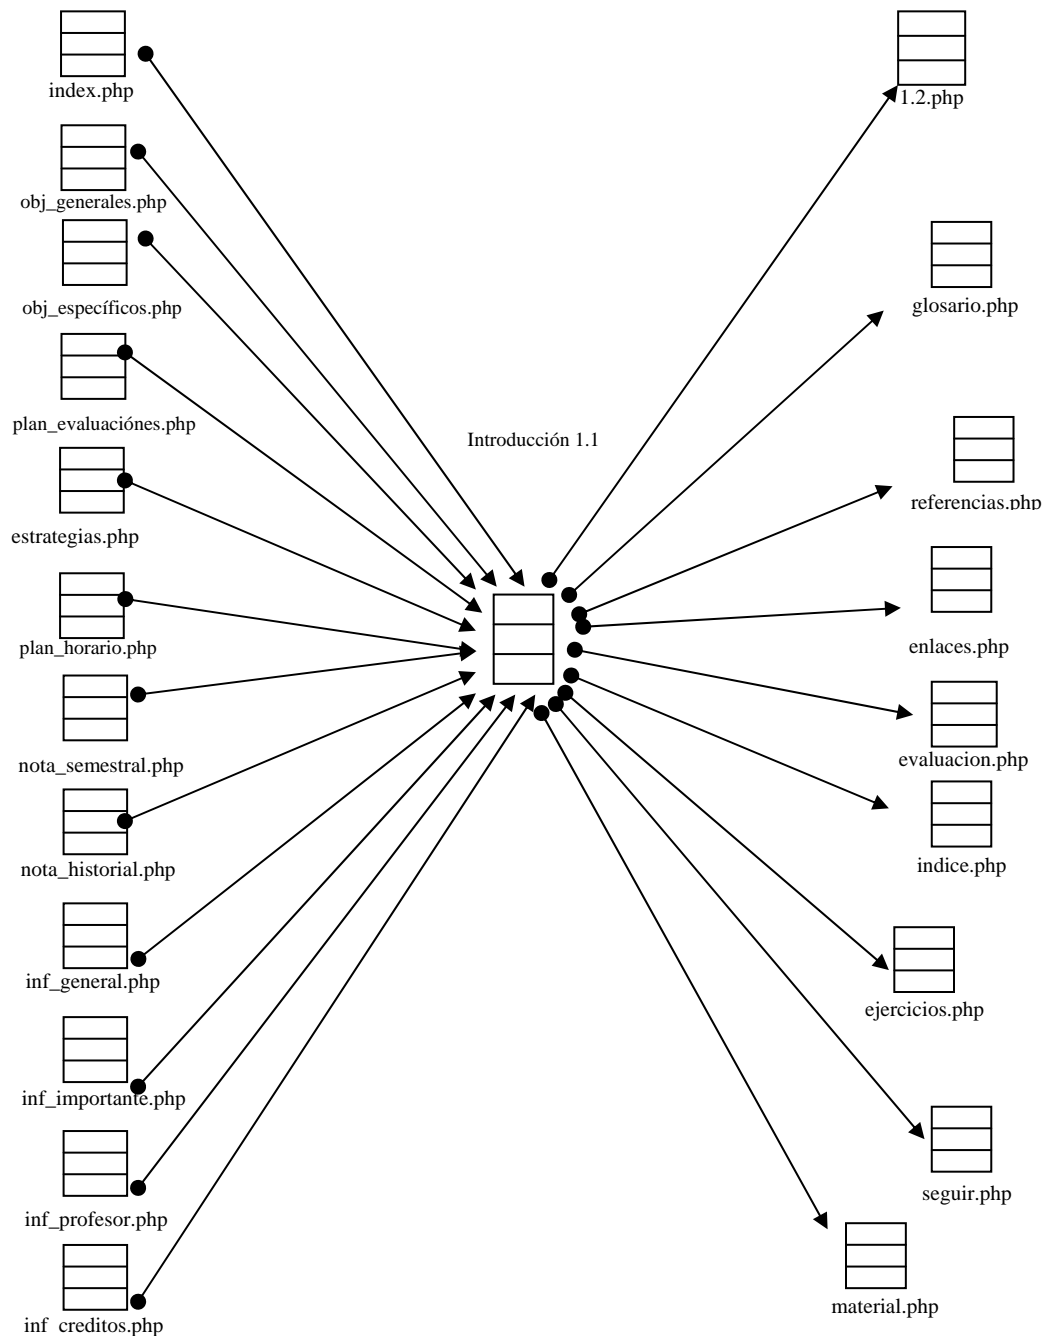 index.php
obj_generales.php
obj_específicos.php
plan_evaluaciónes.php
estrategias.php
plan_horario.php
nota_semestral.php
nota_historial.php
inf_general.php
inf_importante.php
inf_profesor.php
inf_creditos.php
Introducción 1.1
1.2.php
glosario.php
referencias.php
enlaces.php
evaluacion.php
indice.php
ejercicios.php
seguir.php
material.php